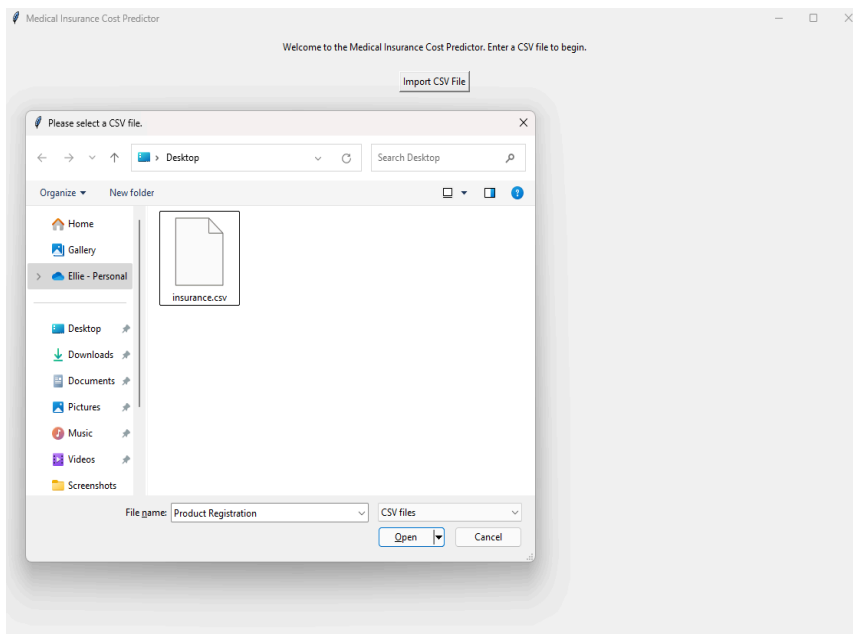 Medical Insurance Cost Predictor
Welcome to the Medical Insurance Cost Predictor. Enter a CSV file to begin.
Import CSV File
Please select a CSV file.
Desktop
Search Desktop
Organize
New folder
Home
Gallery
Ellie - Personal
insurance.csv
Desktop
Downloads
Documents
Pictures
Music
Videos
Screenshots
File name: Product Registration
CSV files
Open
Cancel